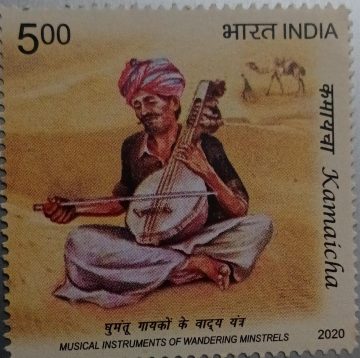 5.00 भारत INDIA
कमायचा Kamaicha
घुमंतू गायकों के वाद्य यंत्र
MUSICAL INSTRUMENTS OF WANDERING MINSTRELS
2020